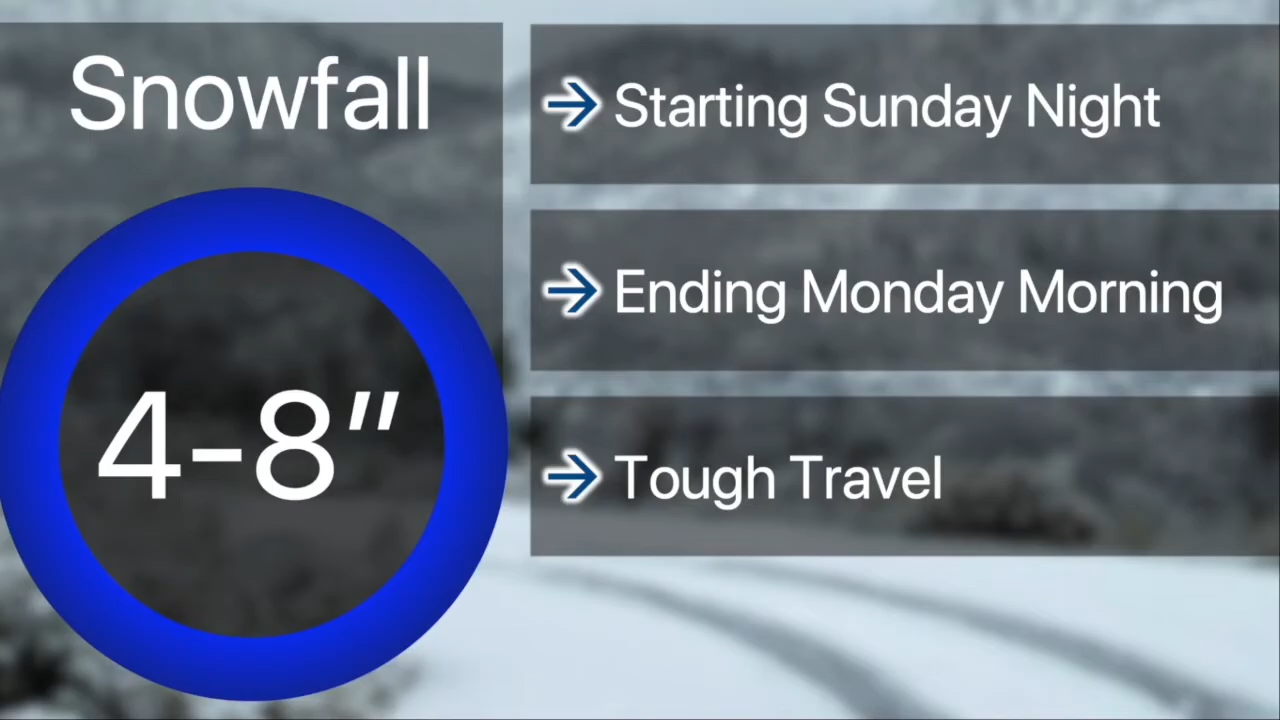 Snowfall
4-8"
Starting Sunday Night
Ending Monday Morning
Tough Travel